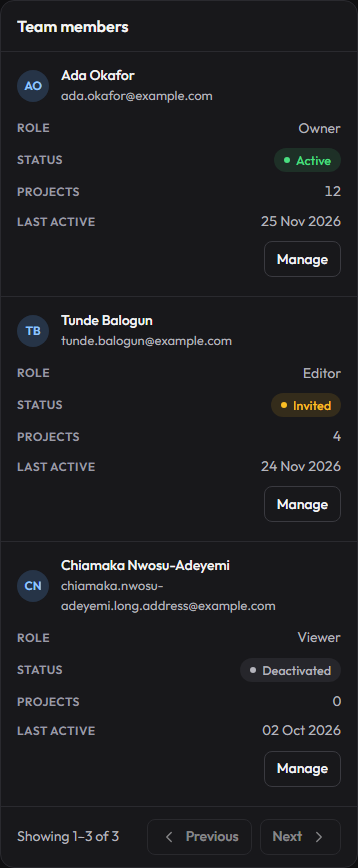 Team members
AO
Ada Okafor
ada.okafor@example.com
ROLE Owner
STATUS Active
PROJECTS 12
LAST ACTIVE 25 Nov 2026
Manage
TB
Tunde Balogun
tunde.balogun@example.com
ROLE Editor
STATUS Invited
PROJECTS 4
LAST ACTIVE 24 Nov 2026
Manage
CN
Chiamaka Nwosu-Adeyemi
chiamaka.nwosu-
adeyemi.long.address@example.com
ROLE Viewer
STATUS Deactivated
PROJECTS 0
LAST ACTIVE 02 Oct 2026
Manage
Showing 1–3 of 3 Previous Next